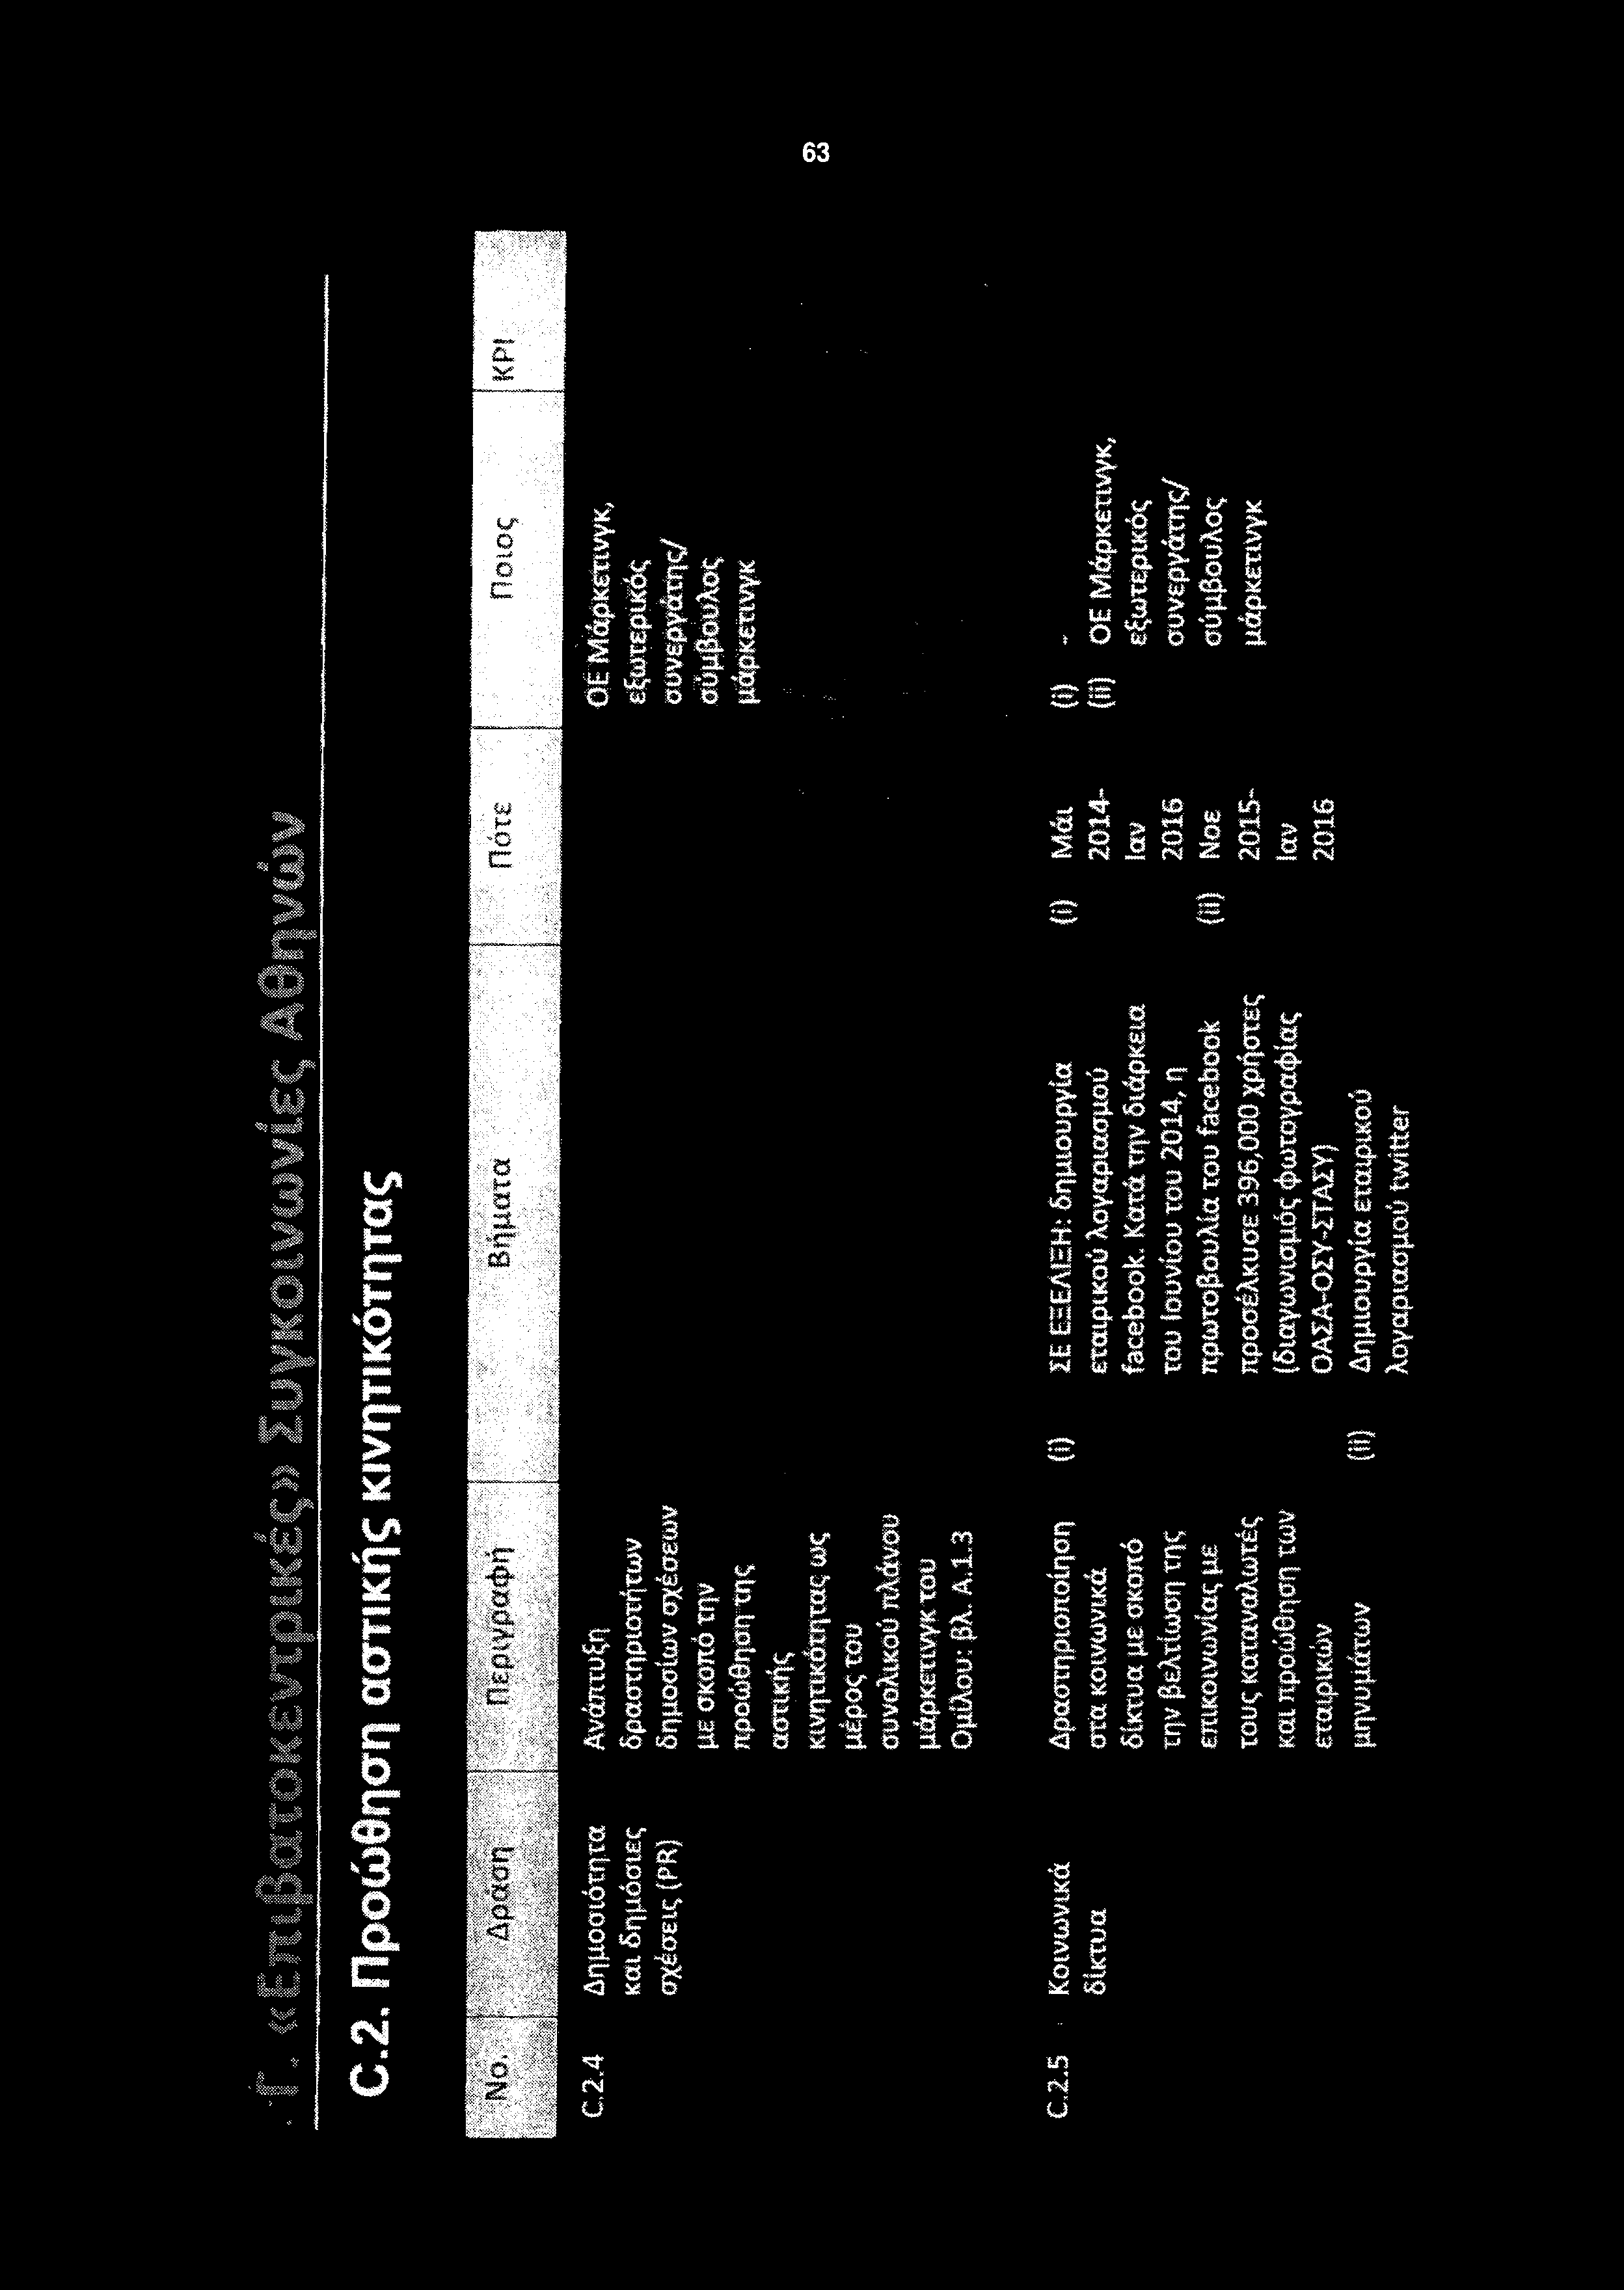 63
Γ. «Επιβατοκεντρικές» Συγκοινωνίες Αθηνών
C.2. Προώθηση αστικής κινητικότητας
No. Δράση Περιγραφή Βήματα Πότε Ποιος KPI
C.2.4
Δημοσιότητα
και δημόσιες
σχέσεις (PR)
Ανάπτυξη
δραστηριοτήτων
δημοσίων σχέσεων
με σκοπό την
προώθηση της
αστικής
κινητικότητας ως
μέρος του
συνολικού πλάνου
μάρκετινγκ του
Ομίλου: βλ. Α.1.3
ΟΕ Μάρκετινγκ,
εξωτερικός
συνεργάτης/
σύμβουλος
μάρκετινγκ
C.2.5
Κοινωνικά
δίκτυα
Δραστηριοποίηση
στα κοινωνικά
δίκτυα με σκοπό
την βελτίωση της
επικοινωνίας με
τους καταναλωτές
και προώθηση των
εταιρικών
μηνυμάτων
(i) ΣΕ ΕΞΕΛΙΞΗ: δημιουργία
εταιρικού λογαριασμού
facebook. Κατά την διάρκεια
του Ιουνίου του 2014, η
πρωτοβουλία του facebook
προσέλκυσε 396,000 χρήστες
(διαγωνισμός φωτογραφίας
ΟΑΣΑ-ΟΣΥ-ΣΤΑΣΥ)
(ii) Δημιουργία εταιρικού
λογαριασμού twitter
(i) Μάι
2014-
Ιαν
2016
(ii) Νοε
2015-
Ιαν
2016
(i) -
(ii) ΟΕ Μάρκετινγκ,
εξωτερικός
συνεργάτης/
σύμβουλος
μάρκετινγκ